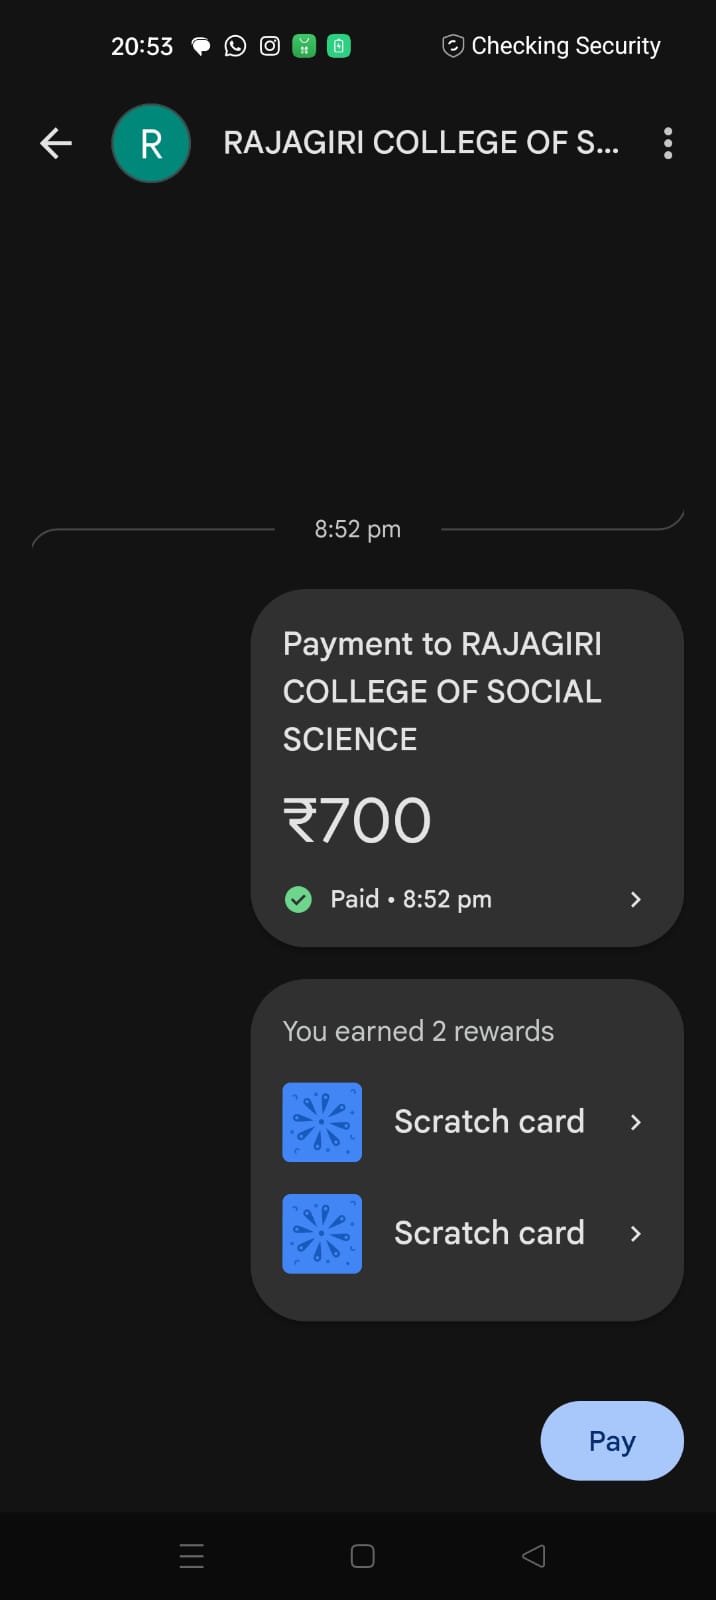 20:53 Checking Security
R RAJAGIRI COLLEGE OF S...
8:52 pm
Payment to RAJAGIRI
COLLEGE OF SOCIAL
SCIENCE
₹700
Paid • 8:52 pm
You earned 2 rewards
Scratch card
Scratch card
Pay